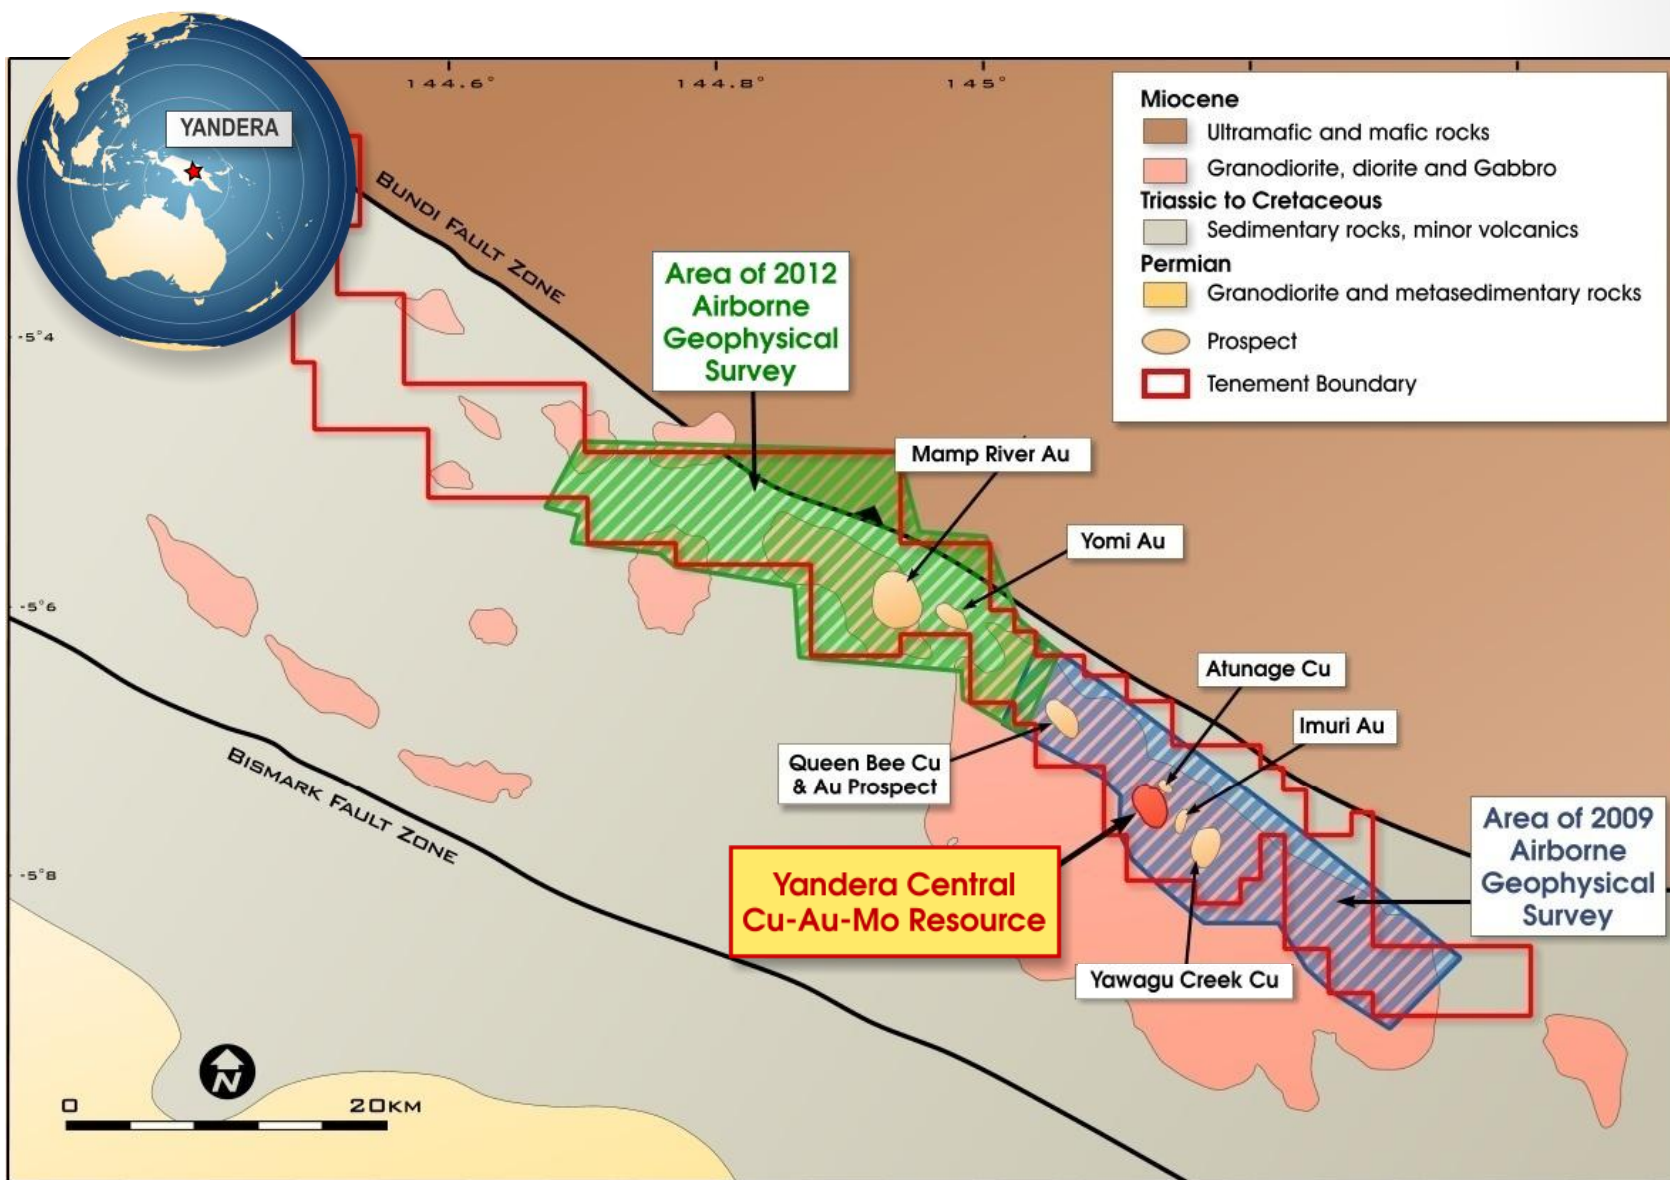 YANDERA
144.6°
144.8°
145°
Miocene
Ultramafic and mafic rocks
Granodiorite, diorite and Gabbro
Triassic to Cretaceous
Sedimentary rocks, minor volcanics
Permian
Granodiorite and metasedimentary rocks
Prospect
Tenement Boundary
BUNDI FAULT ZONE
Area of 2012
Airborne
Geophysical
Survey
-5°4
Mamp River Au
Yomi Au
-5°6
Atunage Cu
Imuri Au
Queen Bee Cu
& Au Prospect
BISMARK FAULT ZONE
Area of 2009
Airborne
Geophysical
Survey
-5°8
Yandera Central
Cu-Au-Mo Resource
Yawagu Creek Cu
N
0
20KM